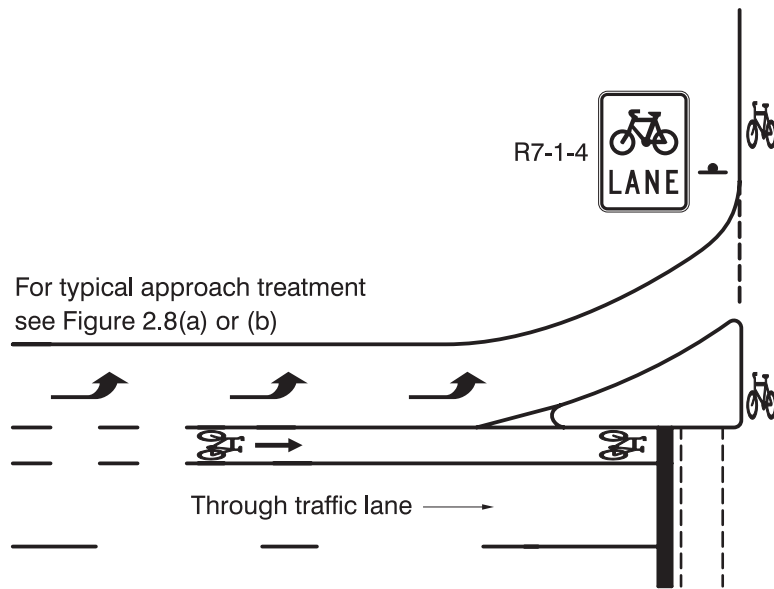 R7-1-4
LANE
For typical approach treatment
see Figure 2.8(a) or (b)
Through traffic lane